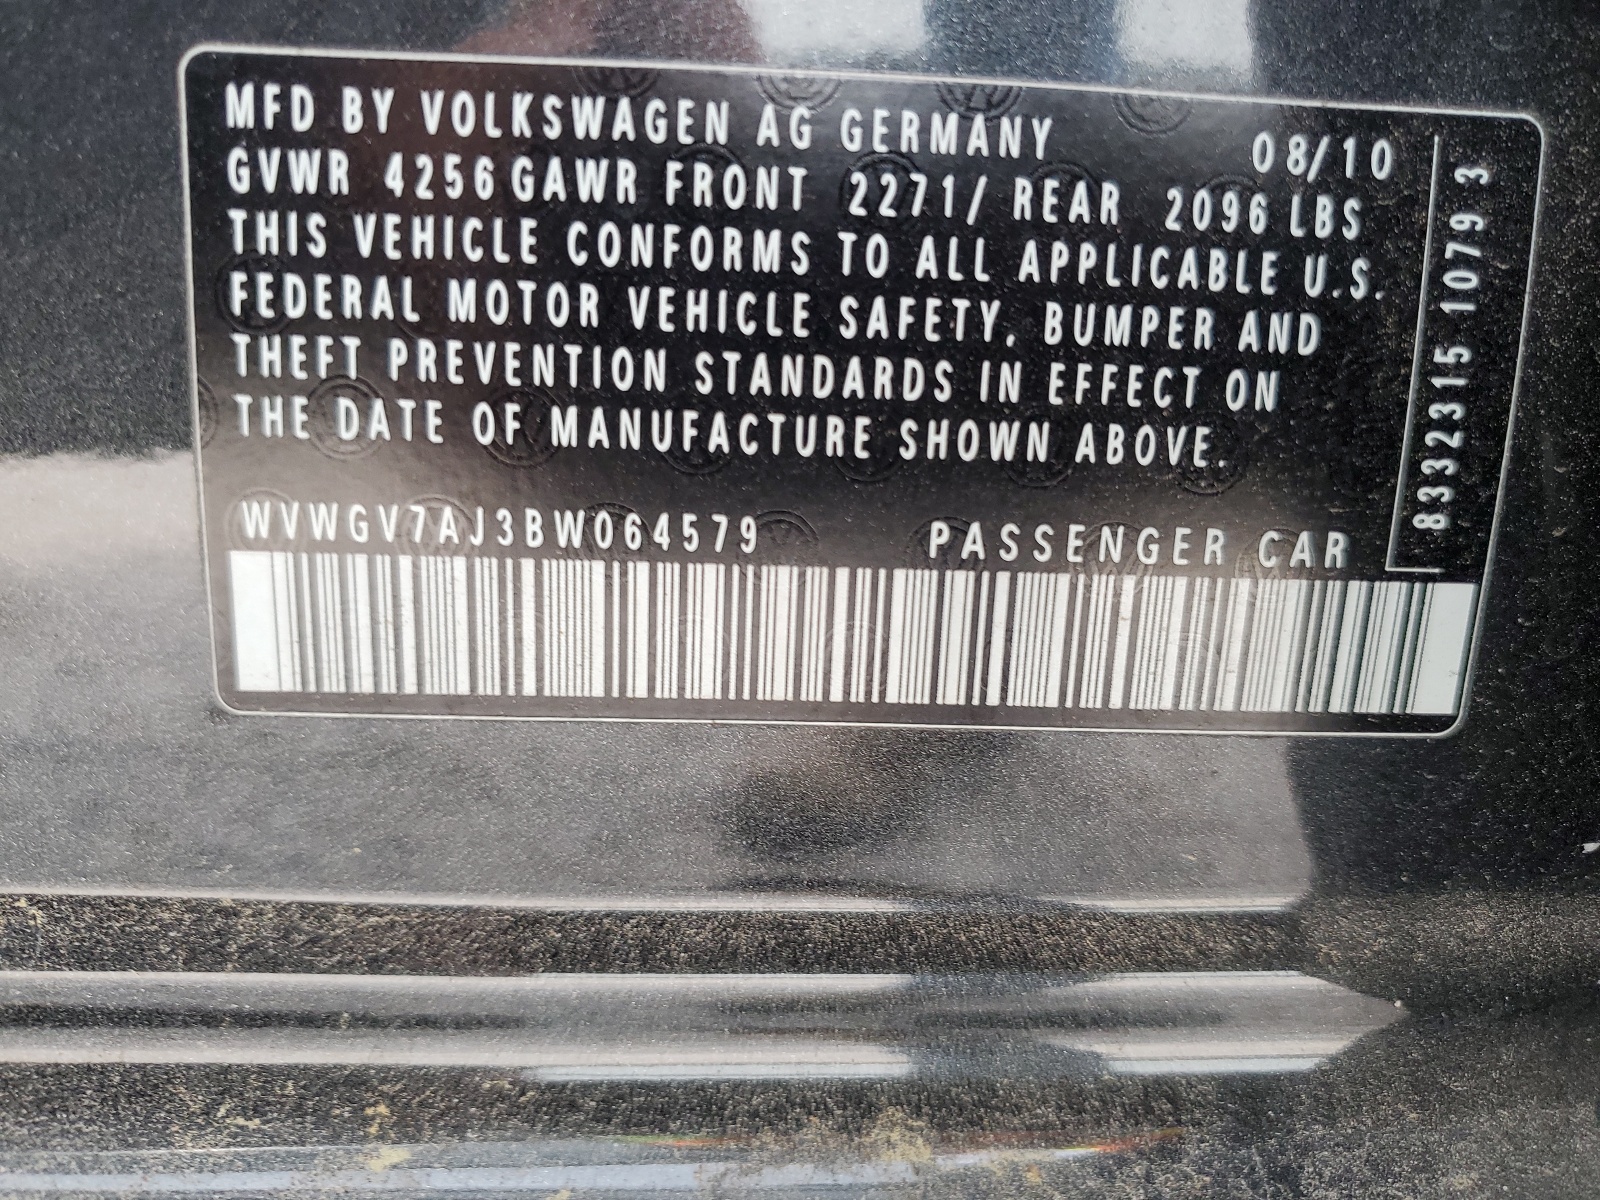 MFD BY VOLKSWAGEN AG GERMANY 08/10
GVWR 4256 GAWR FRONT 2271/ REAR 2096 LBS
THIS VEHICLE CONFORMS TO ALL APPLICABLE U.S.
FEDERAL MOTOR VEHICLE SAFETY, BUMPER AND
THEFT PREVENTION STANDARDS IN EFFECT ON
THE DATE OF MANUFACTURE SHOWN ABOVE.
WVWGV7AJ3BW064579 PASSENGER CAR
8332315 1079 3